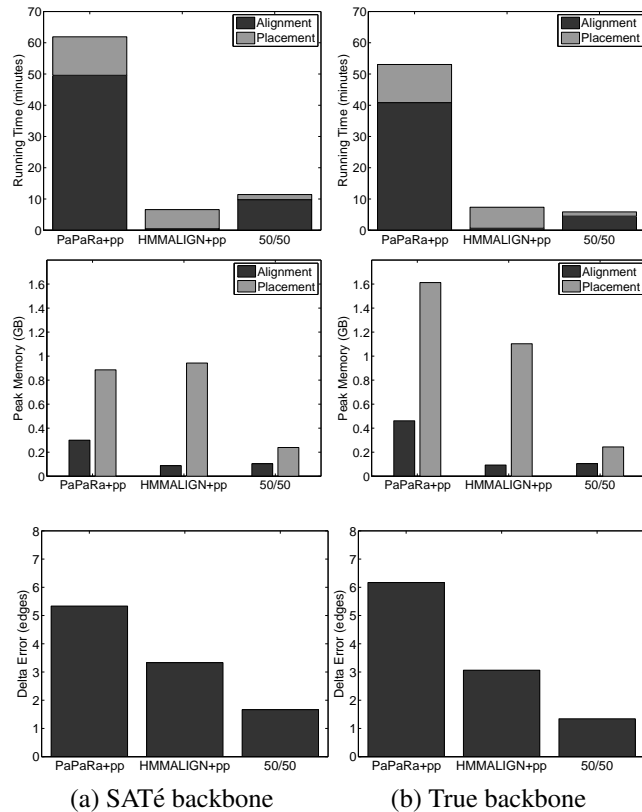 70
60
50
40
30
20
10
0
Running Time (minutes)
Alignment
Placement
PaPaRa+pp HMMALIGN+pp 50/50
70
60
50
40
30
20
10
0
Running Time (minutes)
Alignment
Placement
PaPaRa+pp HMMALIGN+pp 50/50
1.6
1.4
1.2
1
0.8
0.6
0.4
0.2
0
Peak Memory (GB)
Alignment
Placement
PaPaRa+pp HMMALIGN+pp 50/50
1.6
1.4
1.2
1
0.8
0.6
0.4
0.2
0
Peak Memory (GB)
Alignment
Placement
PaPaRa+pp HMMALIGN+pp 50/50
8
7
6
5
4
3
2
1
0
Delta Error (edges)
PaPaRa+pp HMMALIGN+pp 50/50
8
7
6
5
4
3
2
1
0
Delta Error (edges)
PaPaRa+pp HMMALIGN+pp 50/50
(a) SATé backbone
(b) True backbone